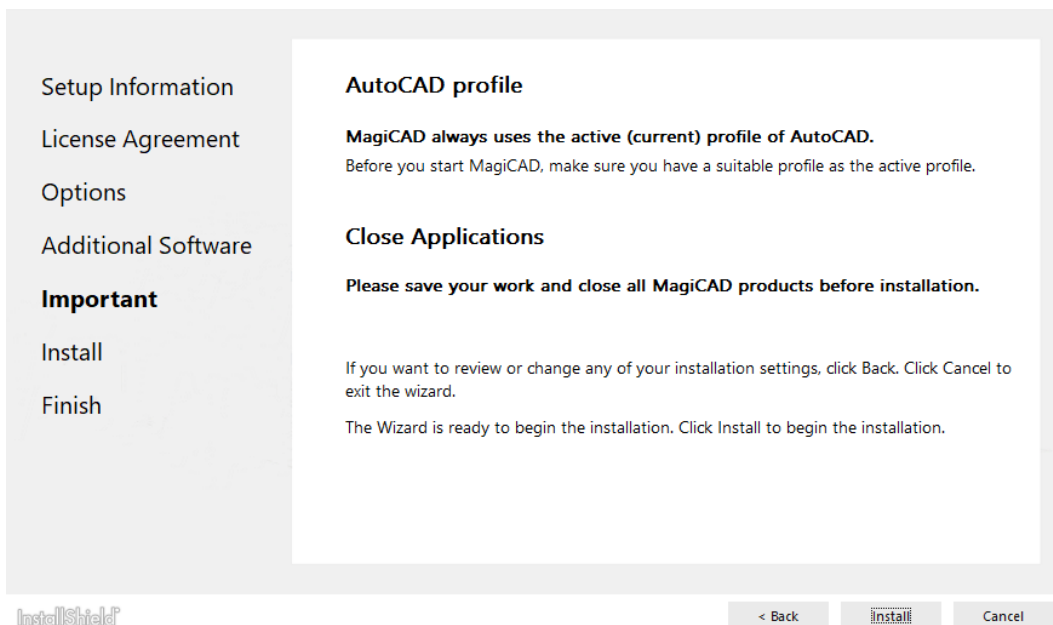 Setup Information
License Agreement
Options
Additional Software
Important
Install
Finish
AutoCAD profile
MagiCAD always uses the active (current) profile of AutoCAD.
Before you start MagiCAD, make sure you have a suitable profile as the active profile.
Close Applications
Please save your work and close all MagiCAD products before installation.
If you want to review or change any of your installation settings, click Back. Click Cancel to
exit the wizard.
The Wizard is ready to begin the installation. Click Install to begin the installation.
InstallShield
< Back
Install
Cancel